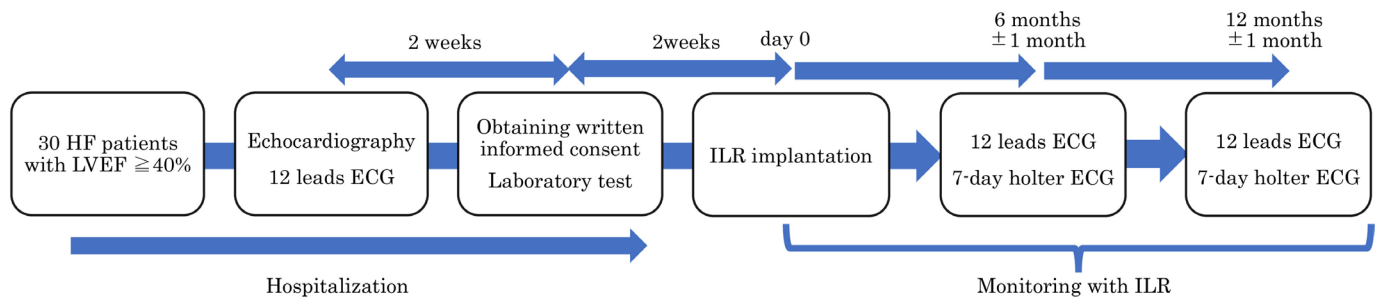 2 weeks
2weeks
day 0
6 months
±1 month
12 months
±1 month
30 HF patients
with LVEF ≧40%
Echocardiography
12 leads ECG
Obtaining written
informed consent
Laboratory test
ILR implantation
12 leads ECG
7-day holter ECG
12 leads ECG
7-day holter ECG
Hospitalization
Monitoring with ILR